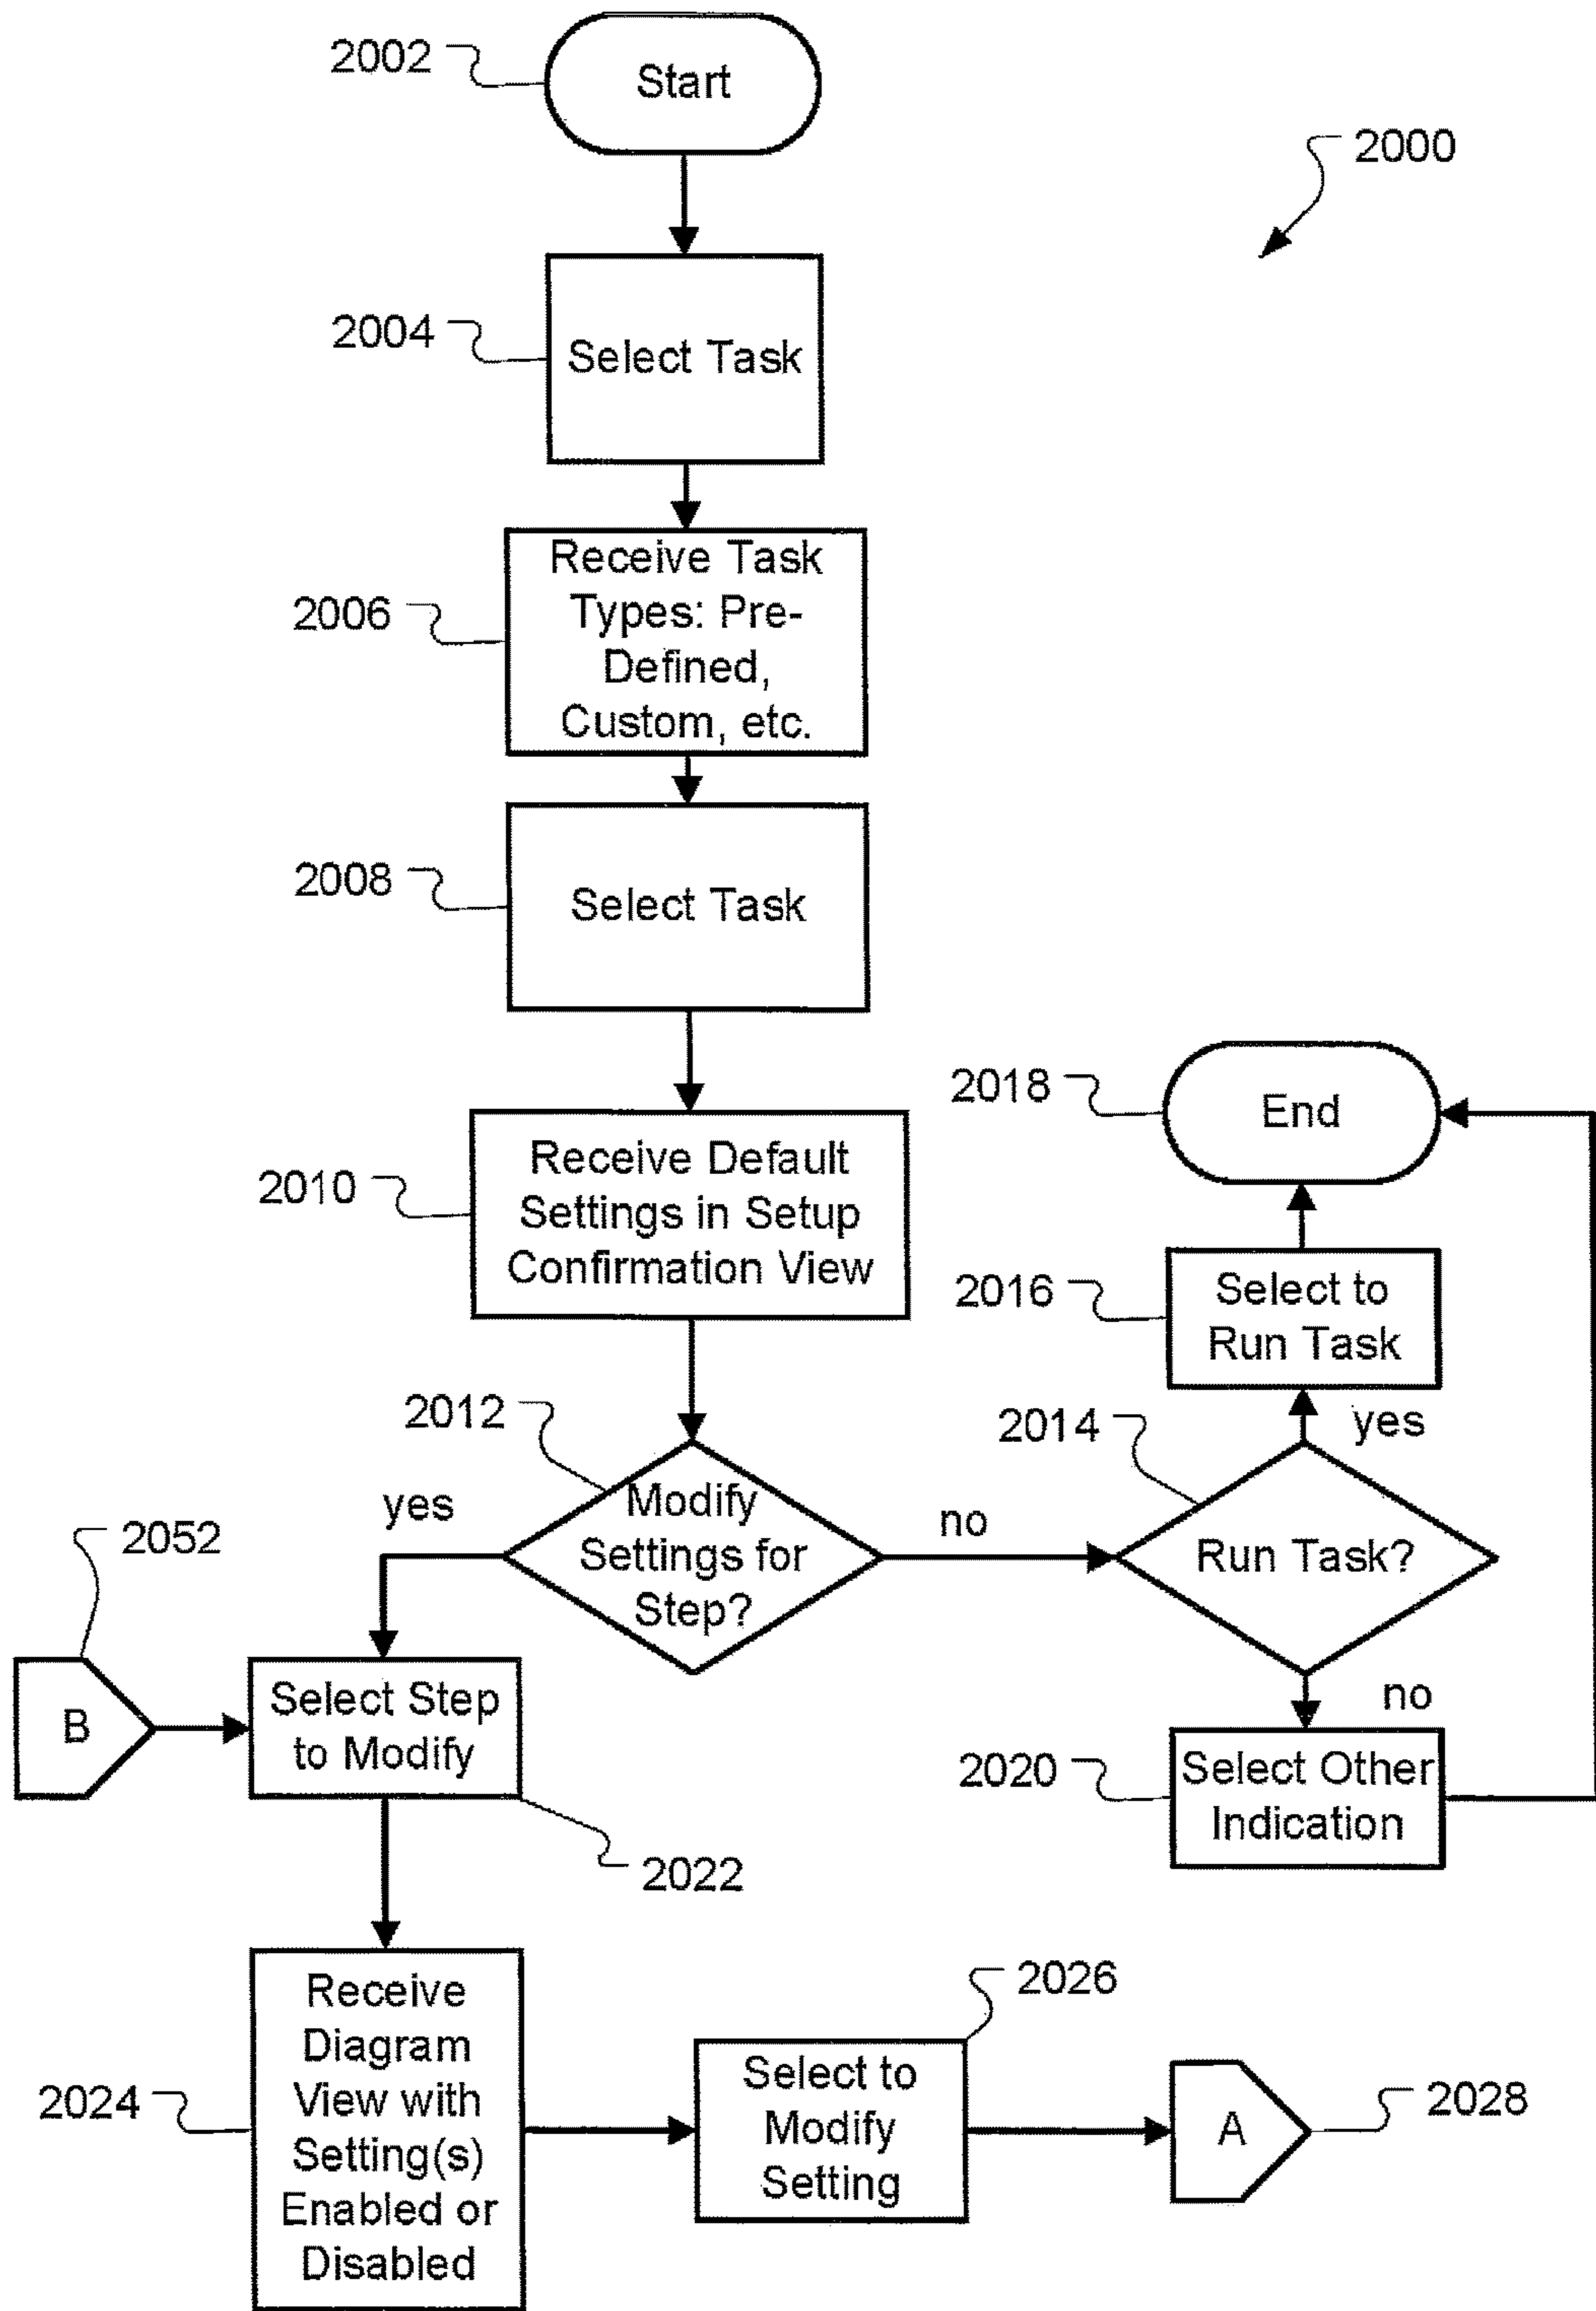 2002
Start
2000
2004
Select Task
2006
Receive Task
Types: Pre-
Defined,
Custom, etc.
2008
Select Task
2018
End
2010
Receive Default
Settings in Setup
Confirmation View
2016
Select to
Run Task
2012
2014
yes
yes
Modify
Settings for
Step?
no
Run Task?
2052
B
Select Step
to Modify
no
2020
Select Other
Indication
2022
2024
Receive
Diagram
View with
Setting(s)
Enabled or
Disabled
2026
Select to
Modify
Setting
A
2028